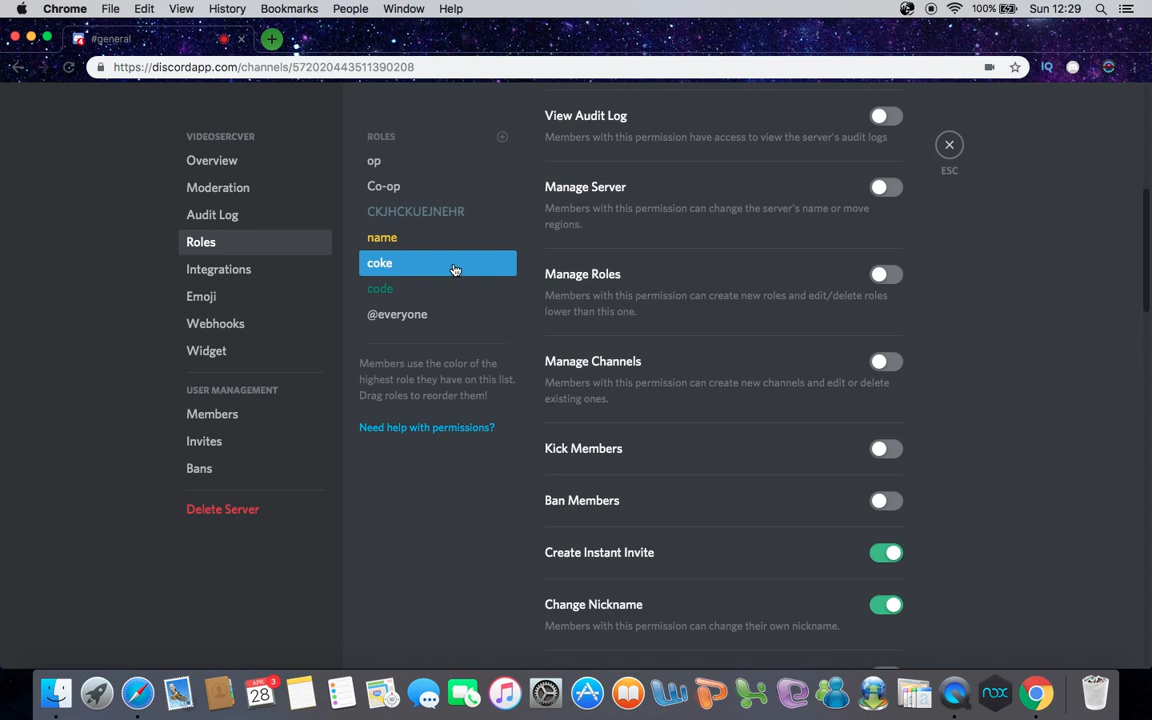 Chrome File Edit View History Bookmarks People Window Help 100% Sun 12:29
#general
https://discordapp.com/channels/572020443511390208 IQ
VIDEOSERCVER
Overview
Moderation
Audit Log
Roles
Integrations
Emoji
Webhooks
Widget
USER MANAGEMENT
Members
Invites
Bans
Delete Server
ROLES
op
Co-op
CKJHCKUEJNEHR
name
coke
code
@everyone
Members use the color of the
highest role they have on this list.
Drag roles to reorder them!
Need help with permissions?
View Audit Log
Members with this permission have access to view the server's audit logs
Manage Server
Members with this permission can change the server's name or move
regions.
Manage Roles
Members with this permission can create new roles and edit/delete roles
lower than this one.
Manage Channels
Members with this permission can create new channels and edit or delete
existing ones.
Kick Members
Ban Members
Create Instant Invite
Change Nickname
Members with this permission can change their own nickname.
ESC
APR 28 3
nox